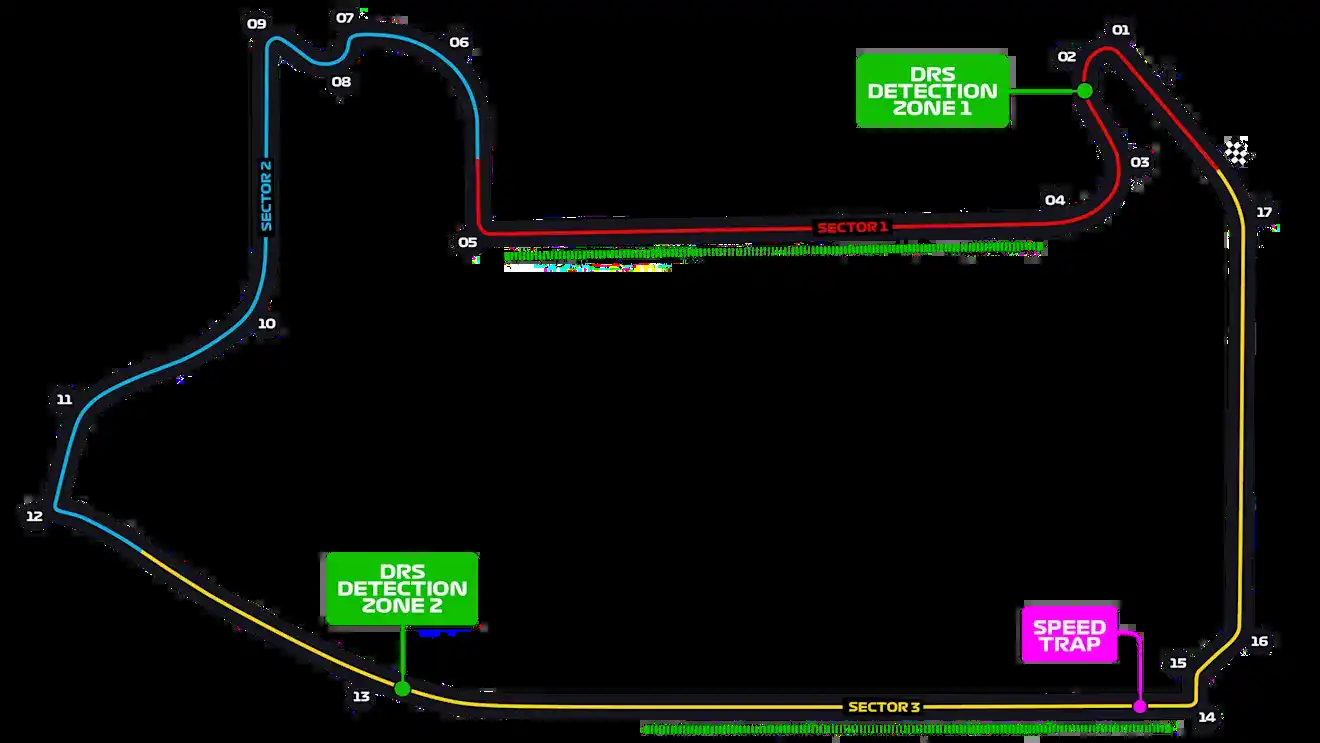 09
07
06
08
01
02
DRS
DETECTION
ZONE 1
03
04
SECTOR 2
SECTOR 1
17
05
10
11
12
DRS
DETECTION
ZONE 2
SPEED
TRAP
16
15
13
SECTOR 3
14